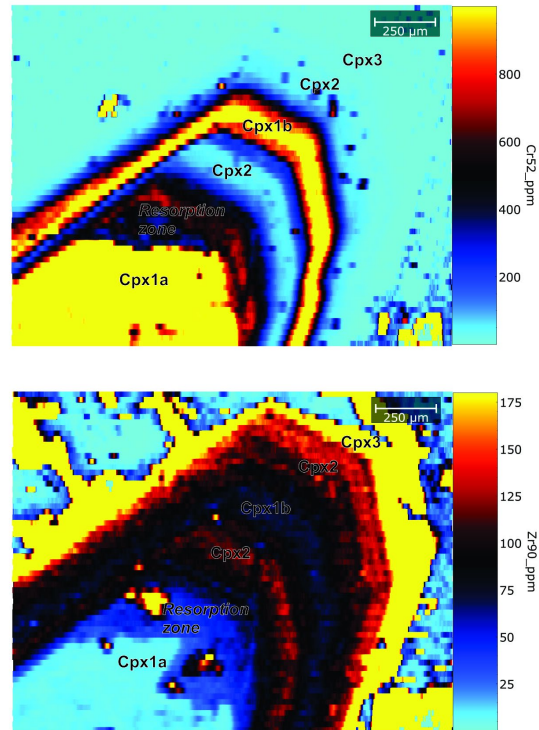 250 µm
Cpx3
Cpx2
Cpx1b
Cpx2
Resorption
zone
Cpx1a
800
600
400
200
Cr52_ppm
250 µm
Cpx3
Cpx2
Cpx1b
Cpx2
Resorption
zone
Cpx1a
175
150
125
100
75
50
25
Zr90_ppm